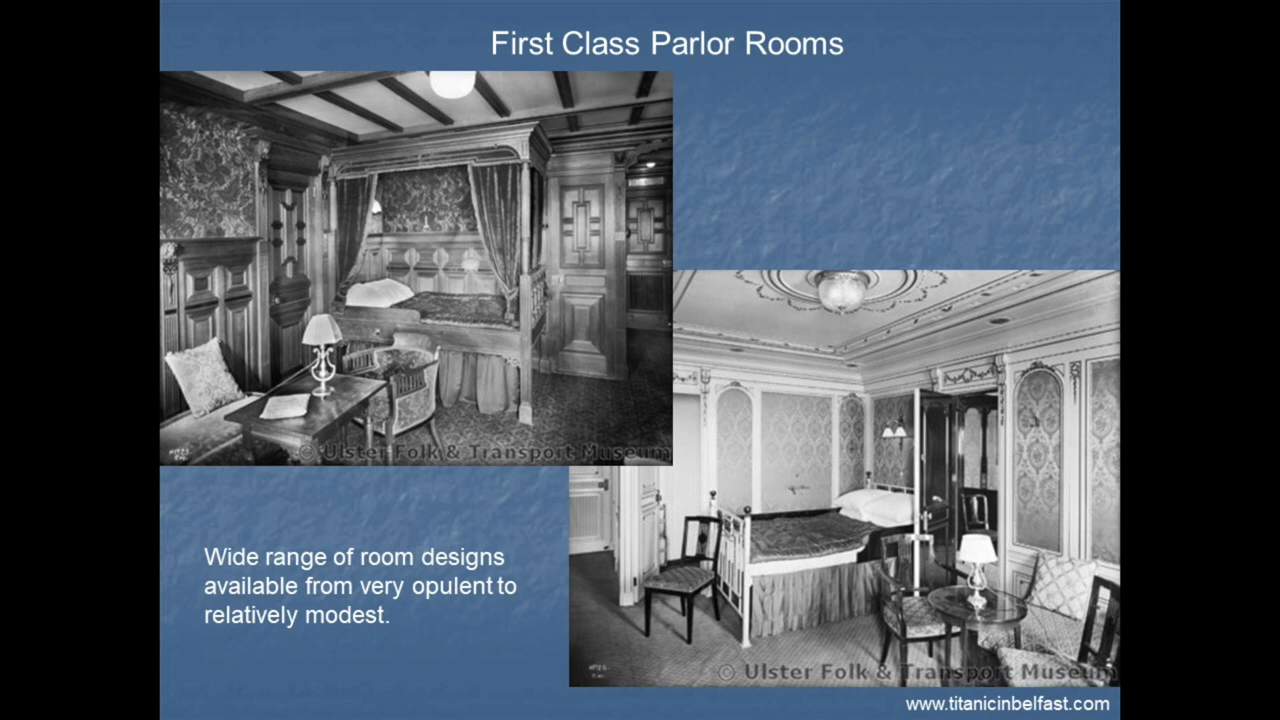 First Class Parlor Rooms
© Ulster Folk & Transport Museum
Wide range of room designs
available from very opulent to
relatively modest.
© Ulster Folk & Transport Museum
www.titanicinbelfast.com